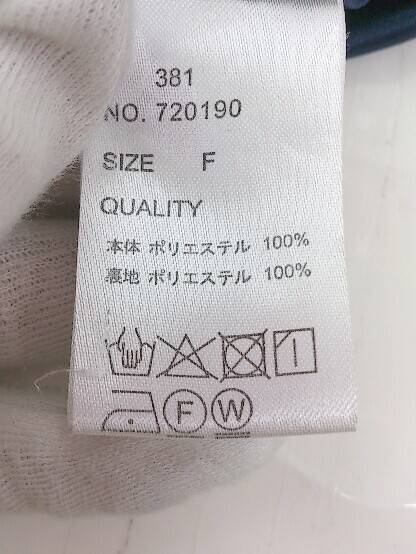 381
NO. 720190
SIZE F
QUALITY
本体 ポリエステル 100%
裏地 ポリエステル 100%
F W